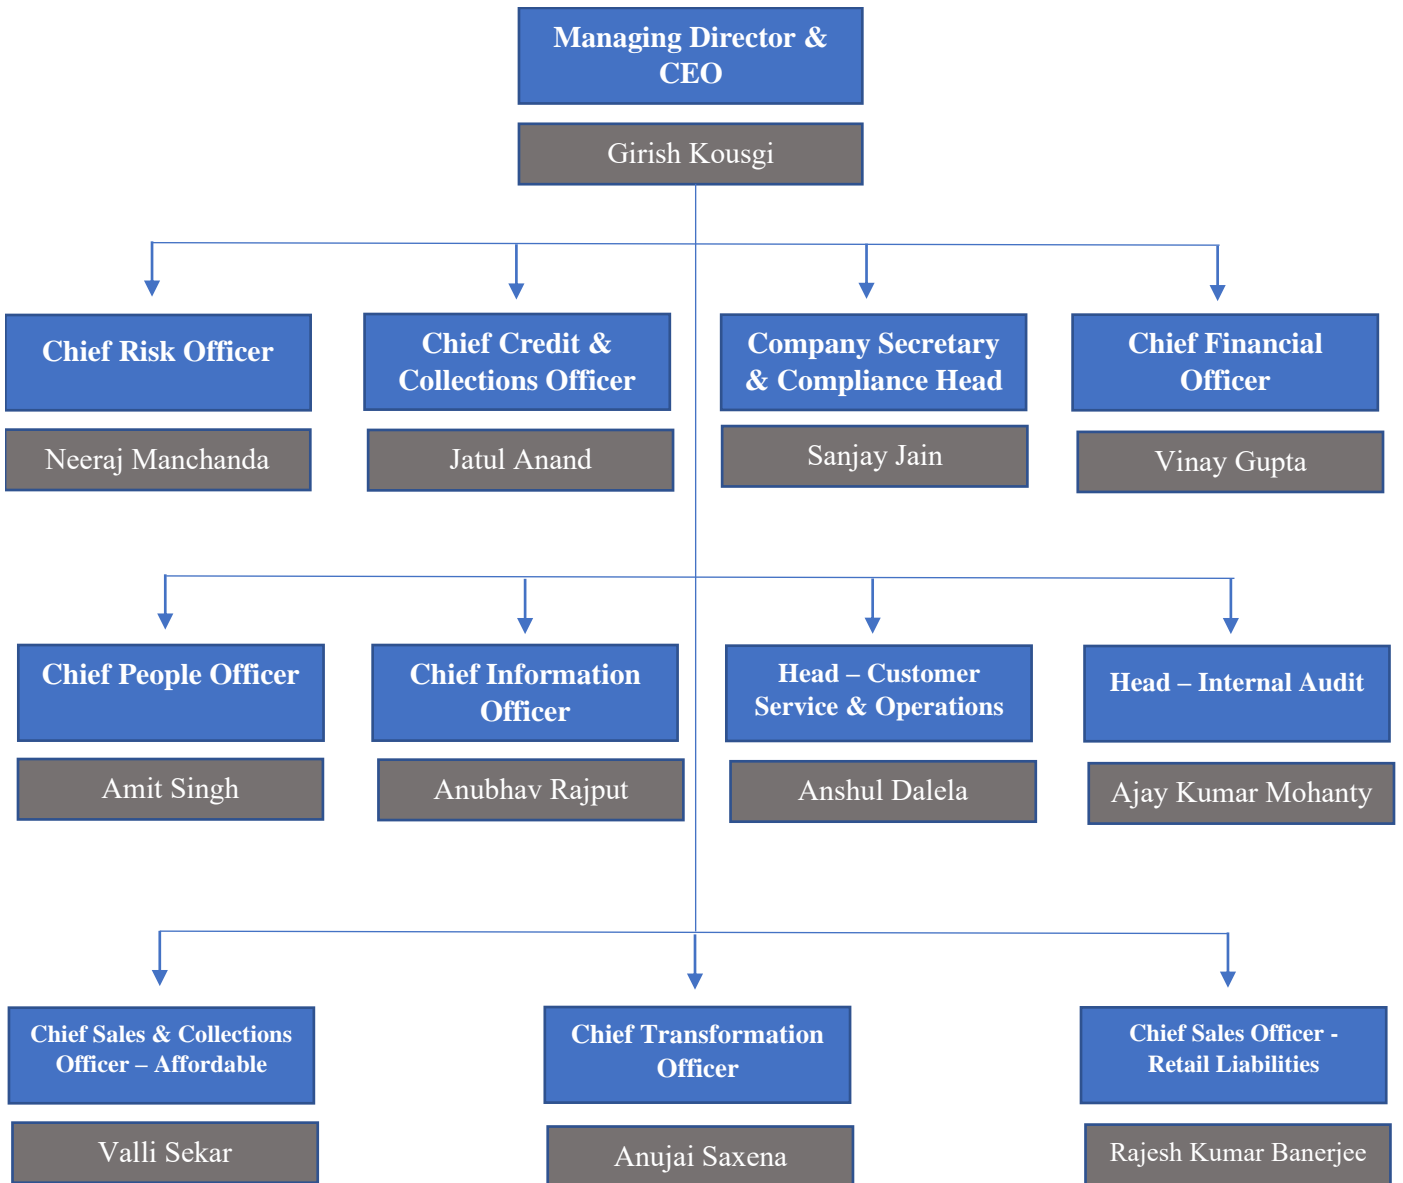 Managing Director &
CEO
Girish Kousgi
Chief Risk Officer
Neeraj Manchanda
Chief Credit &
Collections Officer
Jatul Anand
Company Secretary
& Compliance Head
Sanjay Jain
Chief Financial
Officer
Vinay Gupta
Chief People Officer
Amit Singh
Chief Information
Officer
Anubhav Rajput
Head – Customer
Service & Operations
Anshul Dalela
Head – Internal Audit
Ajay Kumar Mohanty
Chief Sales & Collections
Officer – Affordable
Valli Sekar
Chief Transformation
Officer
Anujai Saxena
Chief Sales Officer -
Retail Liabilities
Rajesh Kumar Banerjee